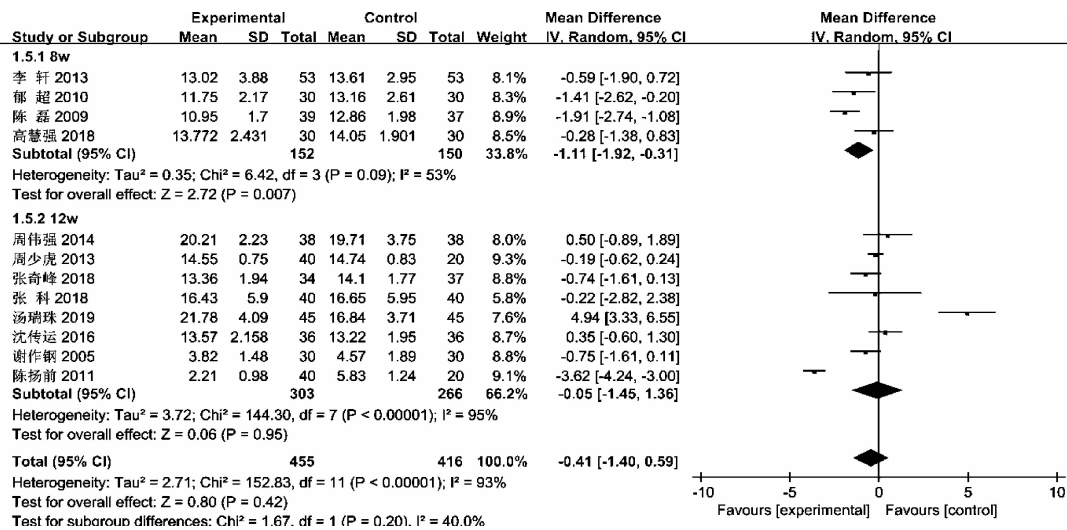 Experimental Control Mean Difference Mean Difference
Study or Subgroup Mean SD Total Mean SD Total Weight IV, Random, 95% CI IV, Random, 95% CI
1.5.1 8w
李 轩 2013 13.02 3.88 53 13.61 2.95 53 8.1% -0.59 [-1.90, 0.72]
郁 超 2010 11.75 2.17 30 13.16 2.61 30 8.3% -1.41 [-2.62, -0.20]
陈 磊 2009 10.95 1.7 39 12.86 1.98 37 8.9% -1.91 [-2.74, -1.08]
高慧强 2018 13.772 2.431 30 14.05 1.901 30 8.5% -0.28 [-1.38, 0.83]
Subtotal (95% CI) 152 150 33.8% -1.11 [-1.92, -0.31]
Heterogeneity: Tau² = 0.35; Chi² = 6.42, df = 3 (P = 0.09); I² = 53%
Test for overall effect: Z = 2.72 (P = 0.007)
1.5.2 12w
周伟强 2014 20.21 2.23 38 19.71 3.75 38 8.0% 0.50 [-0.89, 1.89]
周少虎 2013 14.55 0.75 40 14.74 0.83 20 9.3% -0.19 [-0.62, 0.24]
张奇峰 2018 13.36 1.94 34 14.1 1.77 37 8.8% -0.74 [-1.61, 0.13]
张 科 2018 16.43 5.9 40 16.65 5.95 40 5.8% -0.22 [-2.82, 2.38]
汤瑞珠 2019 21.78 4.09 45 16.84 3.71 45 7.6% 4.94 [3.33, 6.55]
沈传运 2016 13.57 2.158 36 13.22 1.95 36 8.7% 0.35 [-0.60, 1.30]
谢作钢 2005 3.82 1.48 30 4.57 1.89 30 8.8% -0.75 [-1.61, 0.11]
陈扬前 2011 2.21 0.98 40 5.83 1.24 20 9.1% -3.62 [-4.24, -3.00]
Subtotal (95% CI) 303 266 66.2% -0.05 [-1.45, 1.36]
Heterogeneity: Tau² = 3.72; Chi² = 144.30, df = 7 (P < 0.00001); I² = 95%
Test for overall effect: Z = 0.06 (P = 0.95)
Total (95% CI) 455 416 100.0% -0.41 [-1.40, 0.59]
Heterogeneity: Tau² = 2.71; Chi² = 152.83, df = 11 (P < 0.00001); I² = 93%
Test for overall effect: Z = 0.80 (P = 0.42)
Test for subgroup differences: Chi² = 1.67, df = 1 (P = 0.20), I² = 40.0%
-10 -5 0 5 10
Favours [experimental] Favours [control]